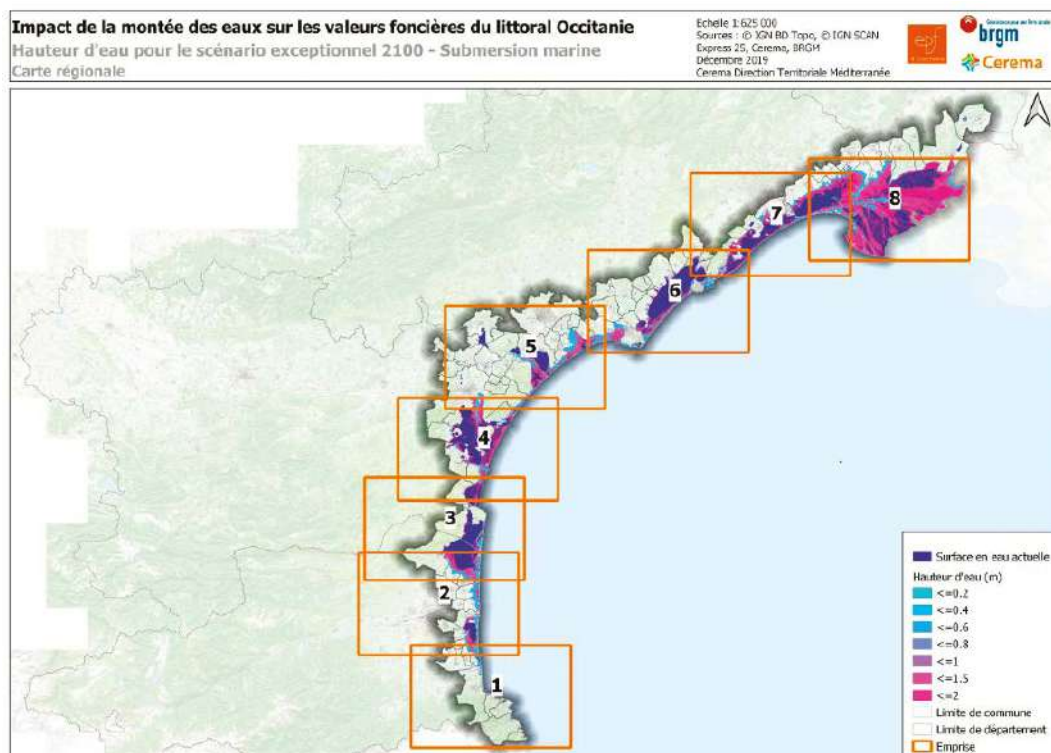 Impact de la montée des eaux sur les valeurs foncières du littoral Occitanie
Hauteur d'eau pour le scénario exceptionnel 2100 - Submersion marine
Carte régionale
Echelle 1:625 000
Sources : © IGN BD Topo, © IGN SCAN
Express 25, Cerema, BRGM
Décembre 2019
Cerema Direction Territoriale Méditerranée
epf
brgm
Cerema
8
7
6
5
4
3
2
1
Surface en eau actuelle
Hauteur d'eau (m)
<=0.2
<=0.4
<=0.6
<=0.8
<=1
<=1.5
<=2
Limite de commune
Limite de département
Emprise